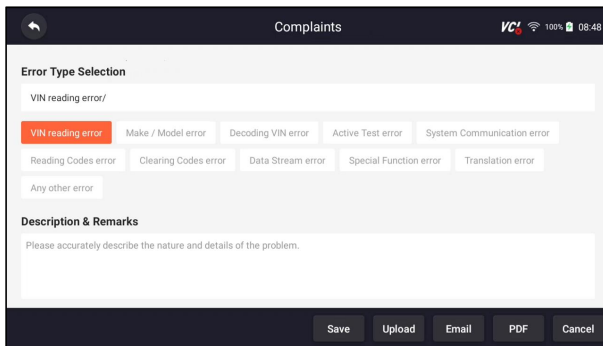 Complaints
VCI 100% 08:48
Error Type Selection
VIN reading error/
VIN reading error Make / Model error Decoding VIN error Active Test error System Communication error
Reading Codes error Clearing Codes error Data Stream error Special Function error Translation error
Any other error
Description & Remarks
Please accurately describe the nature and details of the problem.
Save Upload Email PDF Cancel